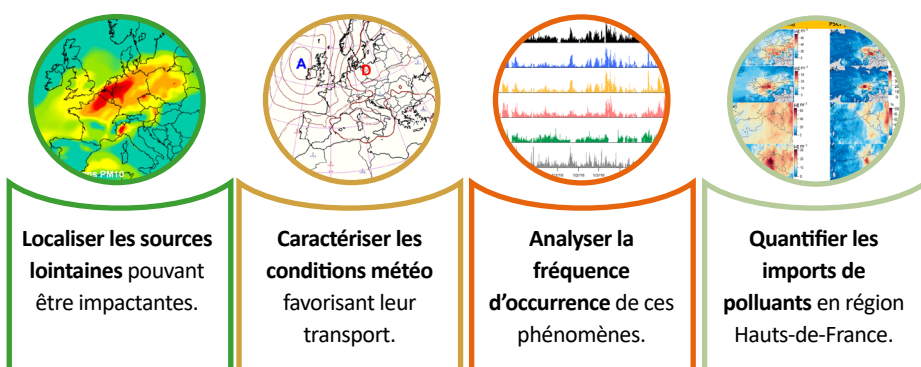 s PM10
A
D
Localiser les sources
lointaines pouvant
être impactantes.
Caractériser les
conditions météo
favorisant leur
transport.
Analyser la
fréquence
d'occurrence de ces
phénomènes.
Quantifier les
imports de
polluants en région
Hauts-de-France.